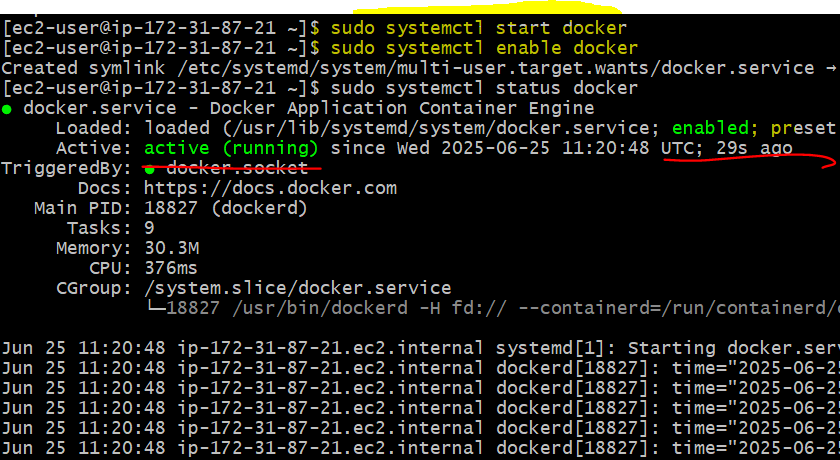 [ec2-user@ip-172-31-87-21 ~]$ sudo systemctl start docker
[ec2-user@ip-172-31-87-21 ~]$ sudo systemctl enable docker
Created symlink /etc/systemd/system/multi-user.target.wants/docker.service →
[ec2-user@ip-172-31-87-21 ~]$ sudo systemctl status docker
● docker.service - Docker Application Container Engine
Loaded: loaded (/usr/lib/systemd/system/docker.service; enabled; preset
Active: active (running) since Wed 2025-06-25 11:20:48 UTC; 29s ago
TriggeredBy: ● docker.socket
Docs: https://docs.docker.com
Main PID: 18827 (dockerd)
Tasks: 9
Memory: 30.3M
CPU: 376ms
CGroup: /system.slice/docker.service
└─18827 /usr/bin/dockerd -H fd:// --containerd=/run/containerd/
Jun 25 11:20:48 ip-172-31-87-21.ec2.internal systemd[1]: Starting docker.ser
Jun 25 11:20:48 ip-172-31-87-21.ec2.internal dockerd[18827]: time="2025-06-25
Jun 25 11:20:48 ip-172-31-87-21.ec2.internal dockerd[18827]: time="2025-06-25
Jun 25 11:20:48 ip-172-31-87-21.ec2.internal dockerd[18827]: time="2025-06-25
Jun 25 11:20:48 ip-172-31-87-21.ec2.internal dockerd[18827]: time="2025-06-25
Jun 25 11:20:48 ip-172-31-87-21.ec2.internal dockerd[18827]: time="2025-06-25